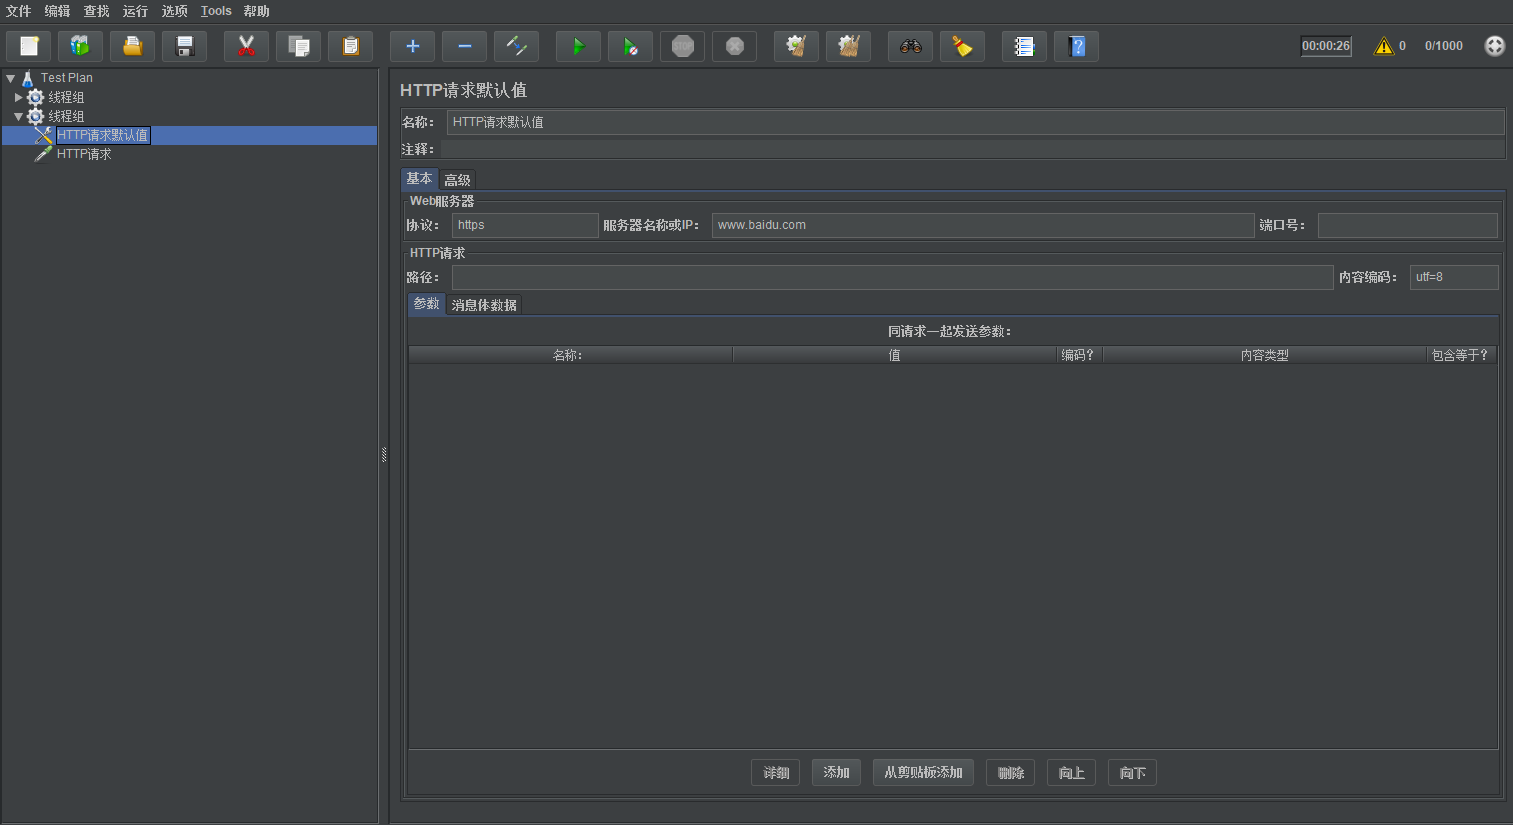 文件 编辑 查找 运行 选项 Tools 帮助
STOP 00:00:26 0 0/1000
Test Plan
线程组
线程组
HTTP请求默认值
HTTP请求
HTTP请求默认值
名称: HTTP请求默认值
注释:
基本 高级
Web服务器
协议: https 服务器名称或IP: www.baidu.com 端口号:
HTTP请求
路径: 内容编码: utf=8
参数 消息体数据
同请求一起发送参数:
名称: 值 编码? 内容类型 包含等于?
详细 添加 从剪贴板添加 删除 向上 向下